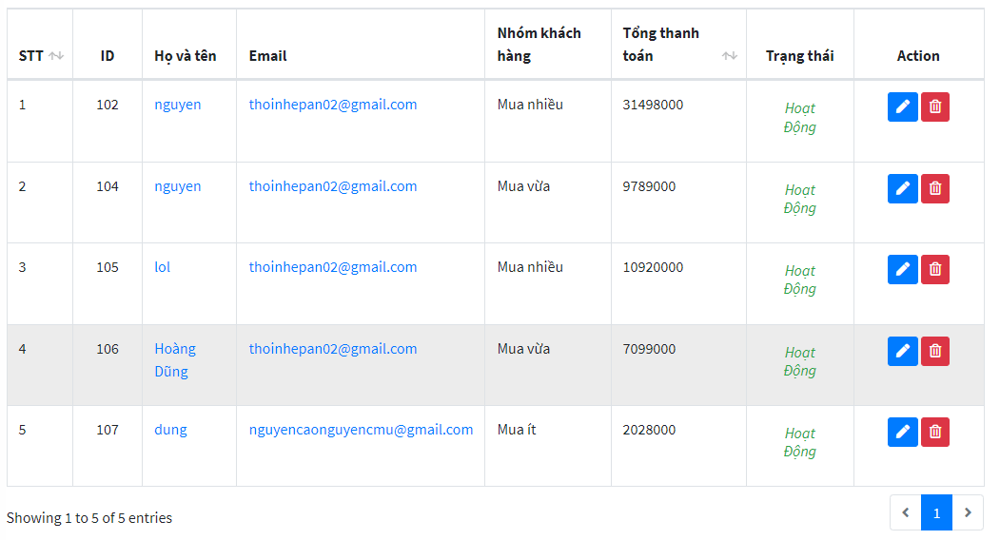 STT ID Họ và tên Email Nhóm khách hàng Tổng thanh toán Trạng thái Action
1 102 nguyen thoinhepan02@gmail.com Mua nhiều 31498000 Hoạt Động
2 104 nguyen thoinhepan02@gmail.com Mua vừa 9789000 Hoạt Động
3 105 lol thoinhepan02@gmail.com Mua nhiều 10920000 Hoạt Động
4 106 Hoàng Dũng thoinhepan02@gmail.com Mua vừa 7099000 Hoạt Động
5 107 dung nguyencaonguyencmu@gmail.com Mua ít 2028000 Hoạt Động
Showing 1 to 5 of 5 entries 1